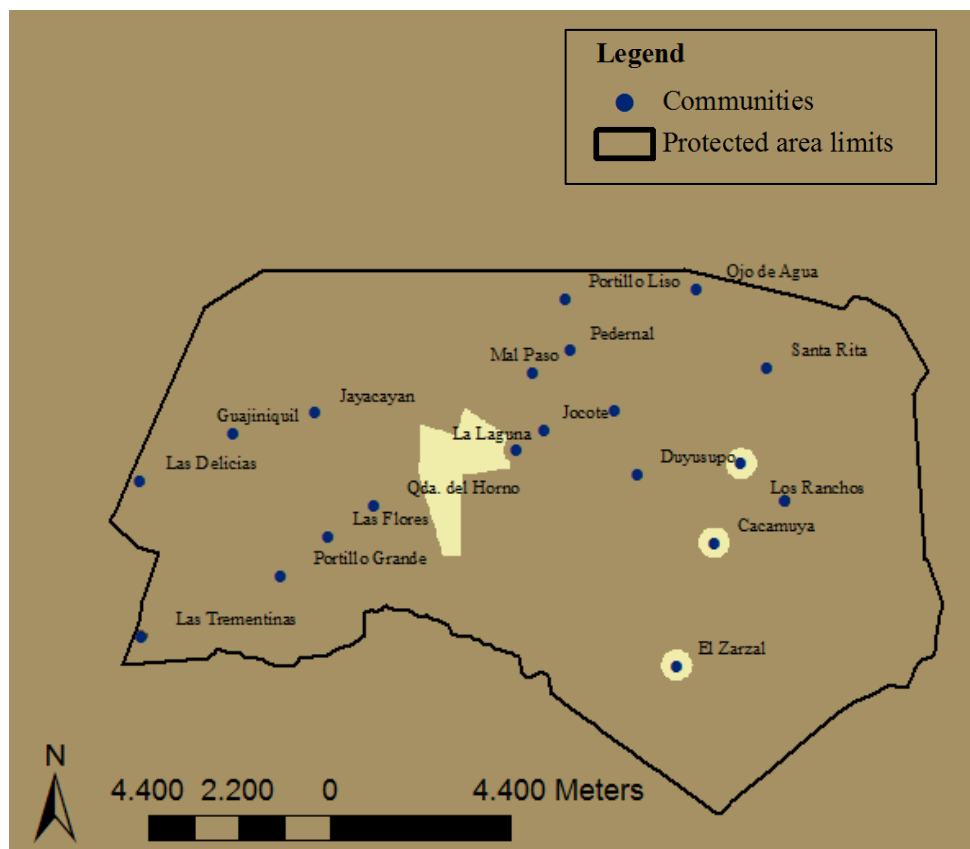 Legend
Communities
Protected area limits
Ojo de Agua
Portillo Liso
Pedernal
Santa Rita
Mal Paso
Jayacayan
Guajiniquil
Jocote
La Laguna
Las Delicias
Duyusupo
Qda. del Horno
Los Ranchos
Las Flores
Cacamuya
Portillo Grande
Las Trementinas
El Zarzal
N
4.400 2.200 0 4.400 Meters